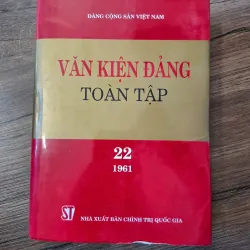 ĐẢNG CỘNG SẢN VIỆT NAM
VĂN KIỆN ĐẢNG
TOÀN TẬP
22
1961
ST
NHÀ XUẤT BẢN CHÍNH TRỊ QUỐC GIA